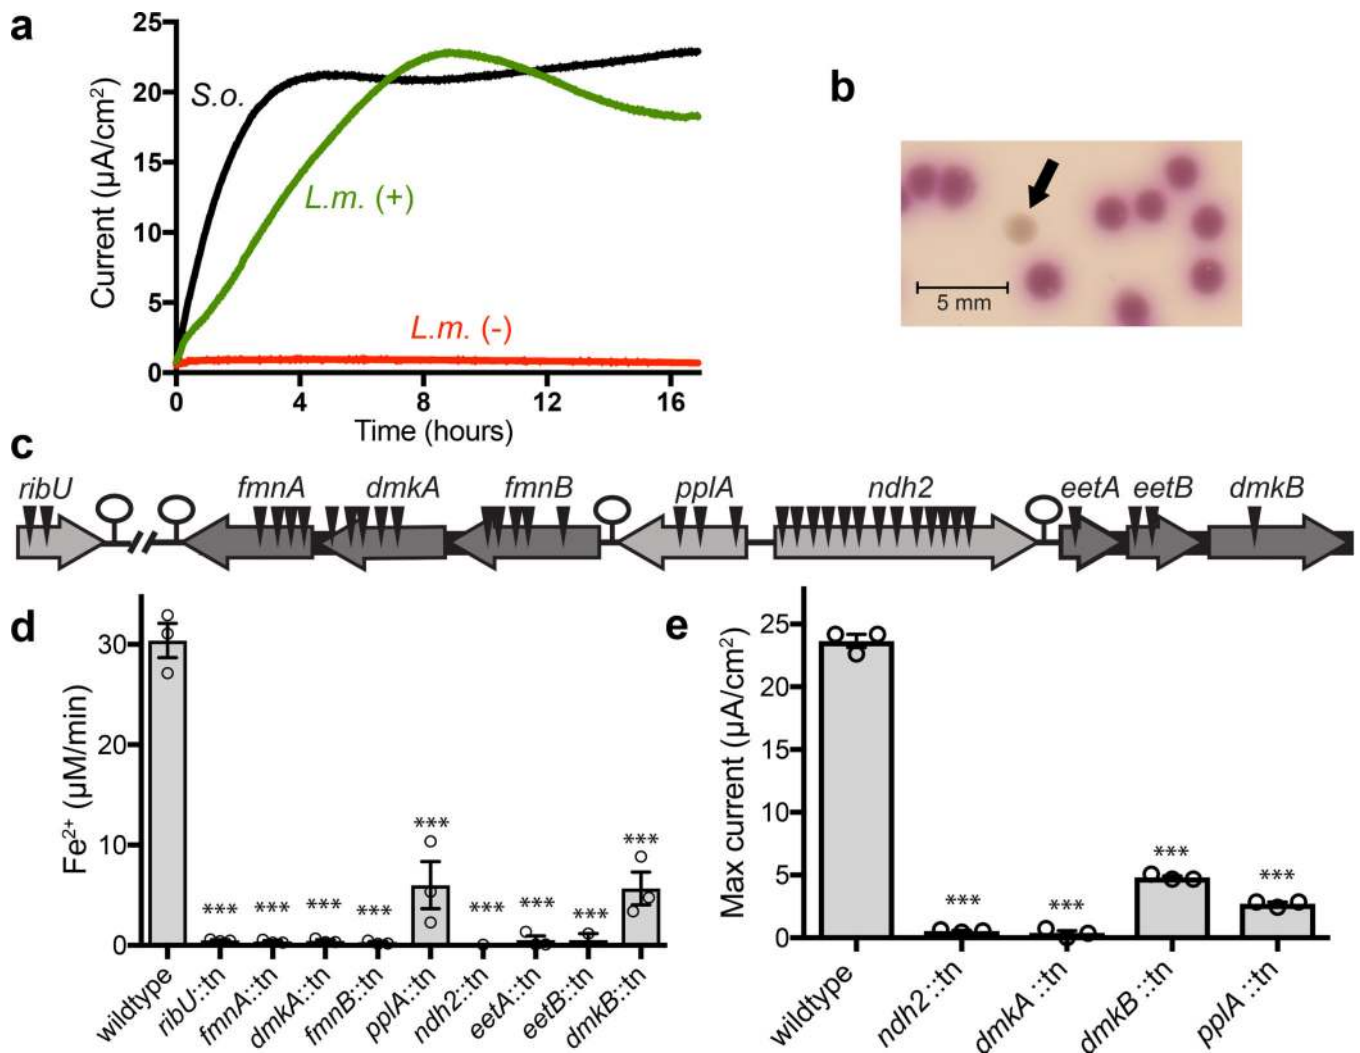 a
25
20
15
10
5
0
Current (µA/cm²)
S.o.
L.m. (+)
L.m. (-)
0 4 8 12 16
Time (hours)
b
5 mm
c
ribU fmnA dmkA fmnB pplA ndh2 eetA eetB dmkB
d
Fe²⁺ (µM/min)
30
20
10
0
*** *** *** *** *** *** *** *** ***
wildtype
ribU::tn
fmnA::tn
dmkA::tn
fmnB::tn
pplA::tn
ndh2::tn
eetA::tn
eetB::tn
dmkB::tn
e
Max current (µA/cm²)
25
20
15
10
5
0
*** *** *** ***
wildtype
ndh2::tn
dmkA::tn
dmkB::tn
pplA::tn